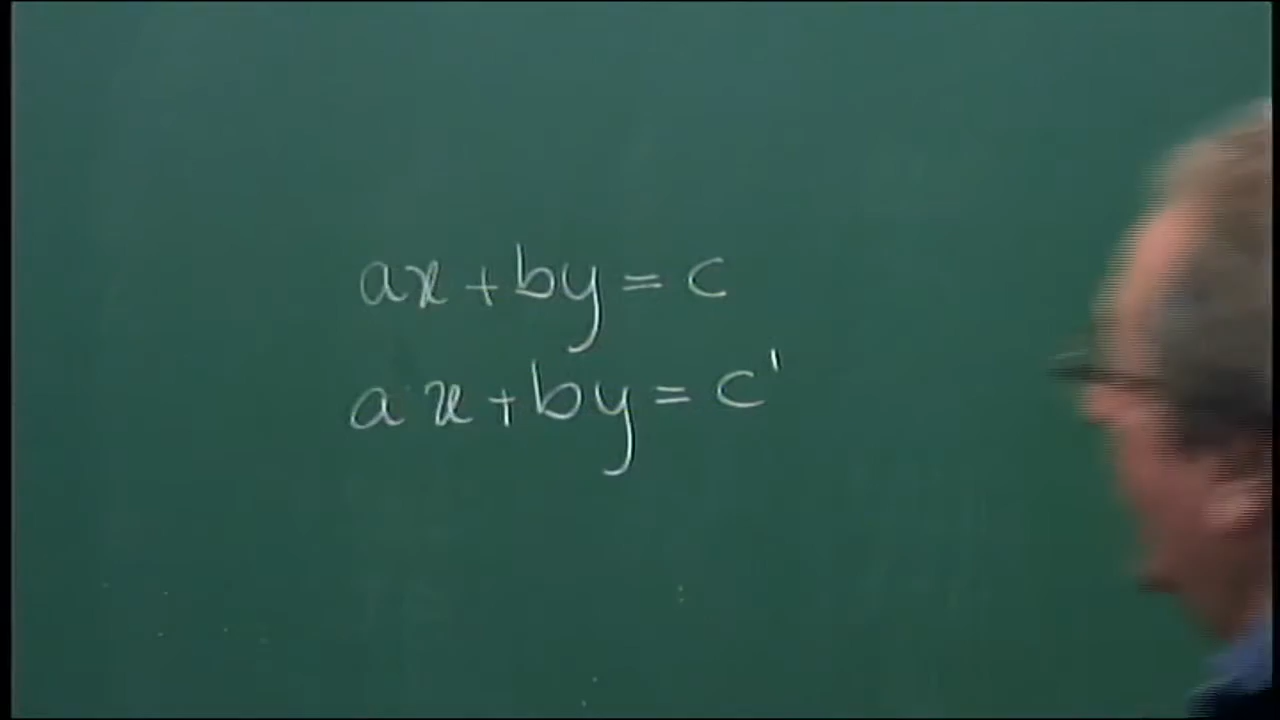 ax + by = c
ax + by = c'